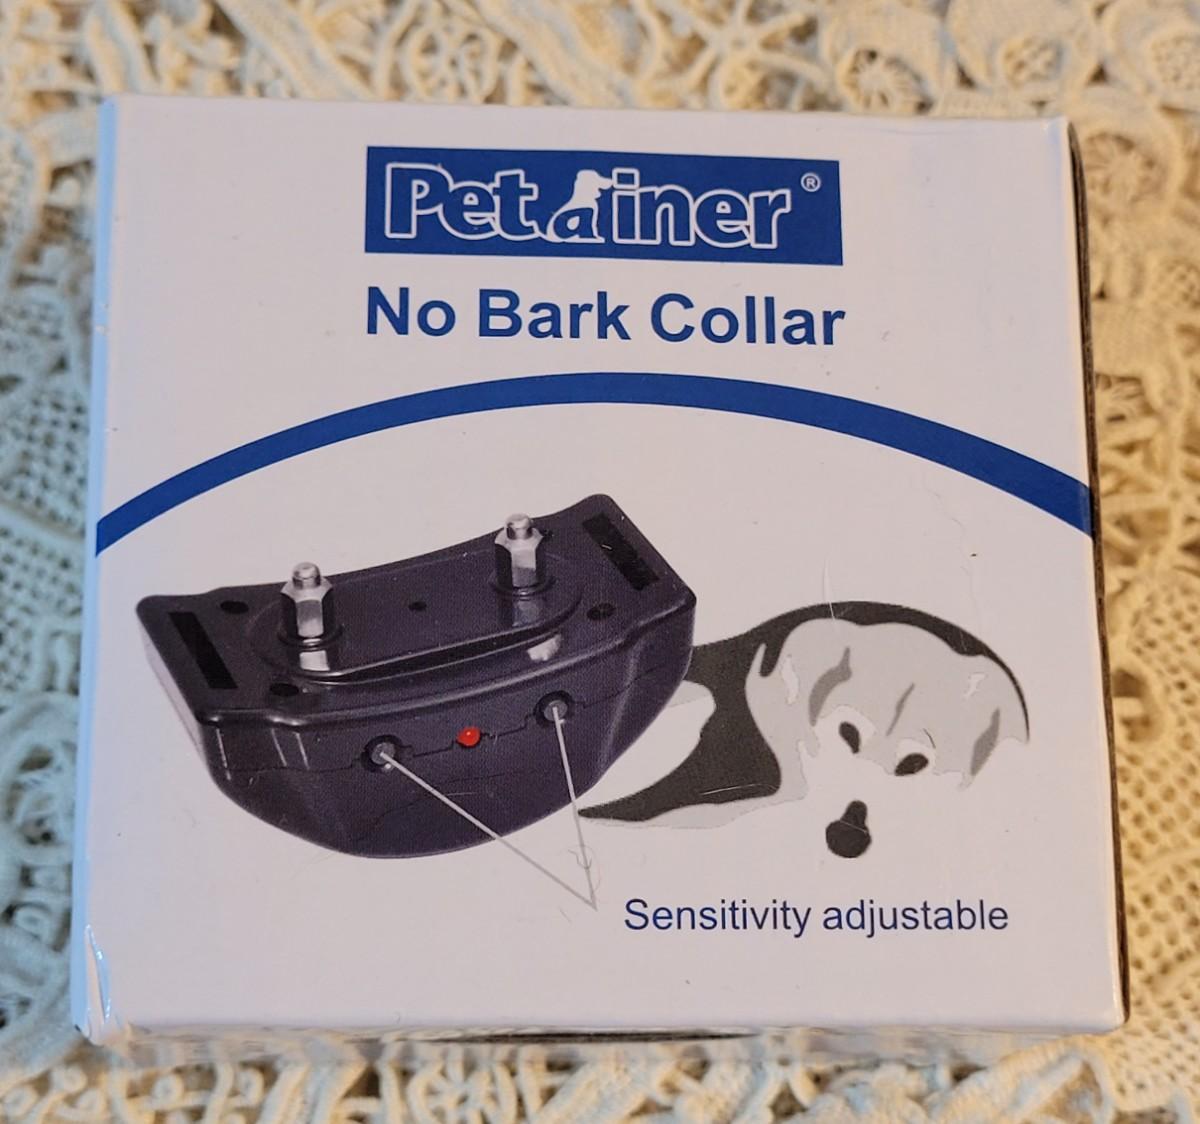 Petainer®
No Bark Collar
Sensitivity adjustable